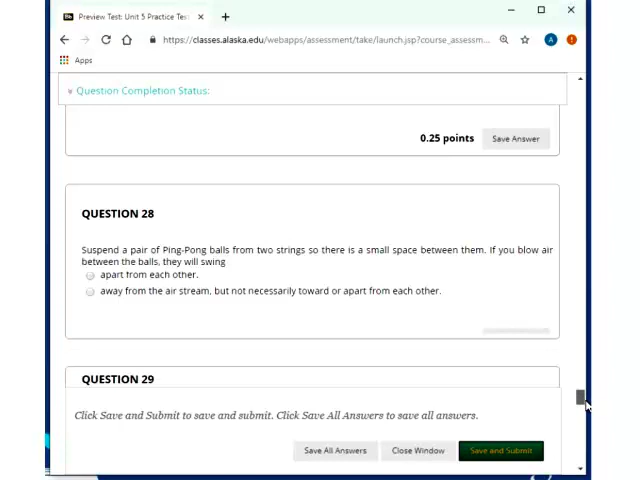 Preview Test: Unit 5 Practice Tes
https://classes.alaska.edu/webapps/assessment/take/launch.jsp?course_assessm...
A
Apps
Question Completion Status:
0.25 points
Save Answer
QUESTION 28
Suspend a pair of Ping-Pong balls from two strings so there is a small space between them. If you blow air
between the balls, they will swing
apart from each other.
away from the air stream, but not necessarily toward or apart from each other.
QUESTION 29
Click Save and Submit to save and submit. Click Save All Answers to save all answers.
Save All Answers
Close Window
Save and Submit